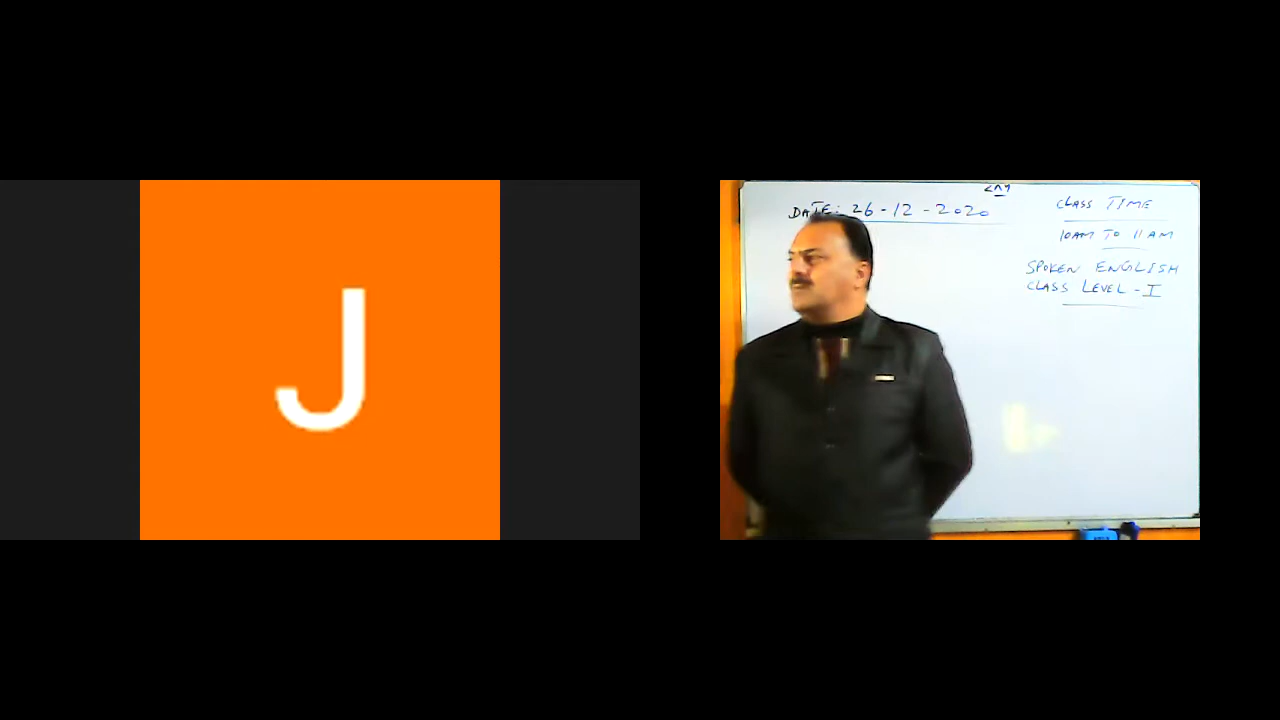 J
DATE: 26-12-2020
CLASS TIME
10AM TO 11AM
SPOKEN ENGLISH
CLASS LEVEL - I